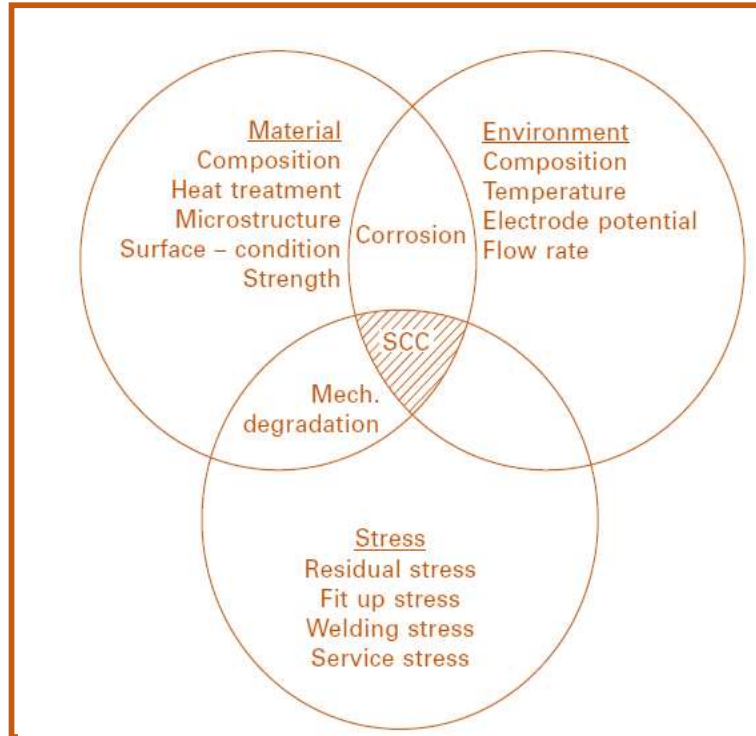 Material
Composition
Heat treatment
Microstructure
Surface – condition
Strength
Corrosion
Environment
Composition
Temperature
Electrode potential
Flow rate
SCC
Mech.
degradation
Stress
Residual stress
Fit up stress
Welding stress
Service stress